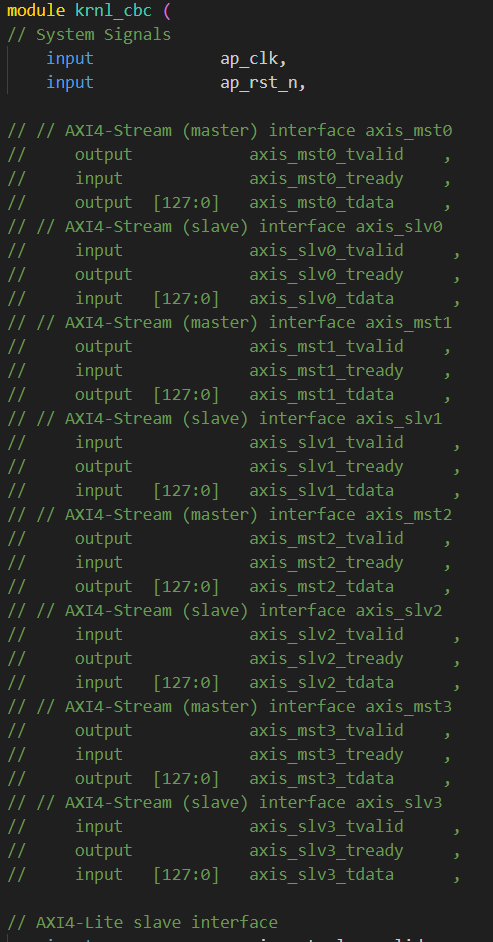 module krnl_cbc (
// System Signals
    input             ap_clk,
    input             ap_rst_n,

// // AXI4-Stream (master) interface axis_mst0
//     output            axis_mst0_tvalid    ,
//     input             axis_mst0_tready    ,
//     output  [127:0]   axis_mst0_tdata     ,
// // AXI4-Stream (slave) interface axis_slv0
//     input             axis_slv0_tvalid     ,
//     output            axis_slv0_tready     ,
//     input   [127:0]   axis_slv0_tdata      ,
// // AXI4-Stream (master) interface axis_mst1
//     output            axis_mst1_tvalid    ,
//     input             axis_mst1_tready    ,
//     output  [127:0]   axis_mst1_tdata     ,
// // AXI4-Stream (slave) interface axis_slv1
//     input             axis_slv1_tvalid     ,
//     output            axis_slv1_tready     ,
//     input   [127:0]   axis_slv1_tdata      ,
// // AXI4-Stream (master) interface axis_mst2
//     output            axis_mst2_tvalid    ,
//     input             axis_mst2_tready    ,
//     output  [127:0]   axis_mst2_tdata     ,
// // AXI4-Stream (slave) interface axis_slv2
//     input             axis_slv2_tvalid     ,
//     output            axis_slv2_tready     ,
//     input   [127:0]   axis_slv2_tdata      ,
// // AXI4-Stream (master) interface axis_mst3
//     output            axis_mst3_tvalid    ,
//     input             axis_mst3_tready    ,
//     output  [127:0]   axis_mst3_tdata     ,
// // AXI4-Stream (slave) interface axis_slv3
//     input             axis_slv3_tvalid     ,
//     output            axis_slv3_tready     ,
//     input   [127:0]   axis_slv3_tdata      ,

// AXI4-Lite slave interface